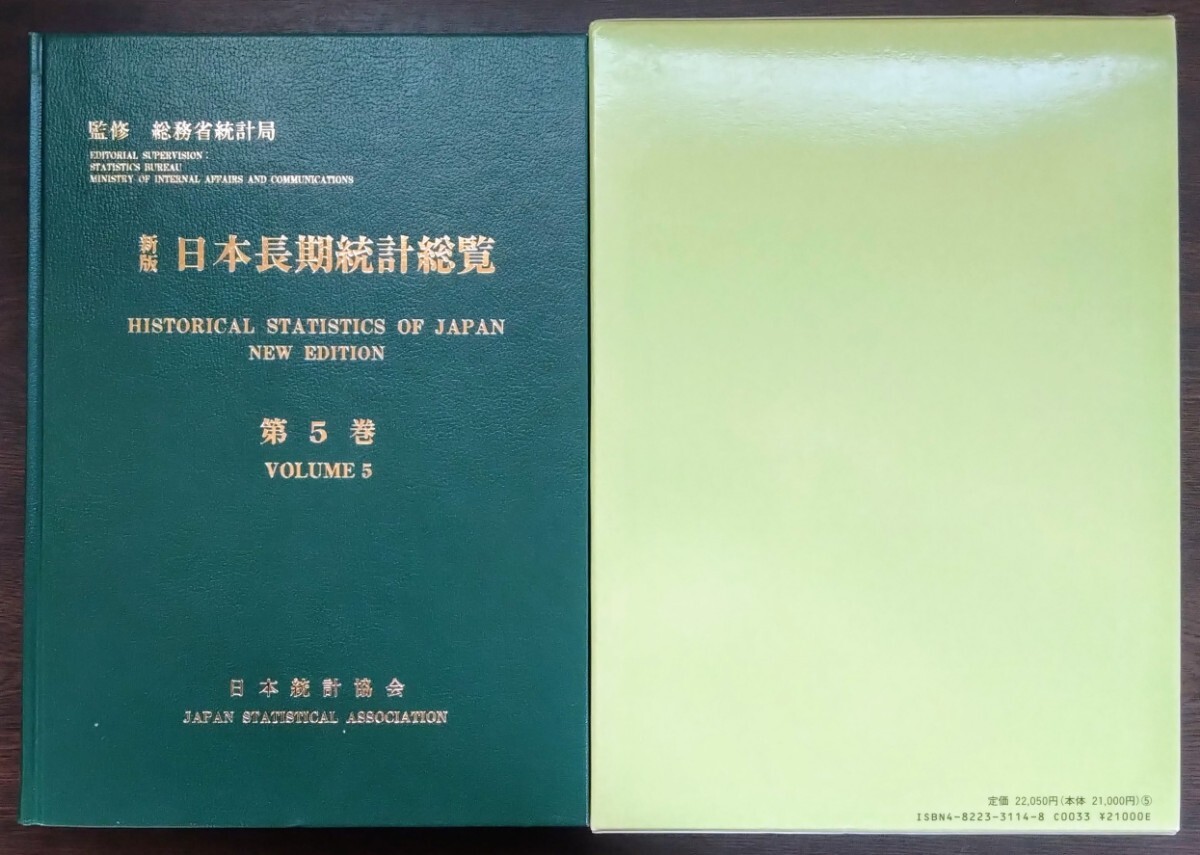 監修 総務省統計局
EDITORIAL SUPERVISION:
STATISTICS BUREAU
MINISTRY OF INTERNAL AFFAIRS AND COMMUNICATIONS
新版 日本長期統計総覧
HISTORICAL STATISTICS OF JAPAN
NEW EDITION
第5巻
VOLUME 5
日本統計協会
JAPAN STATISTICAL ASSOCIATION
定価 22,050円(本体 21,000円)⑤
ISBN4-8223-3114-8 C0033 ¥21000E